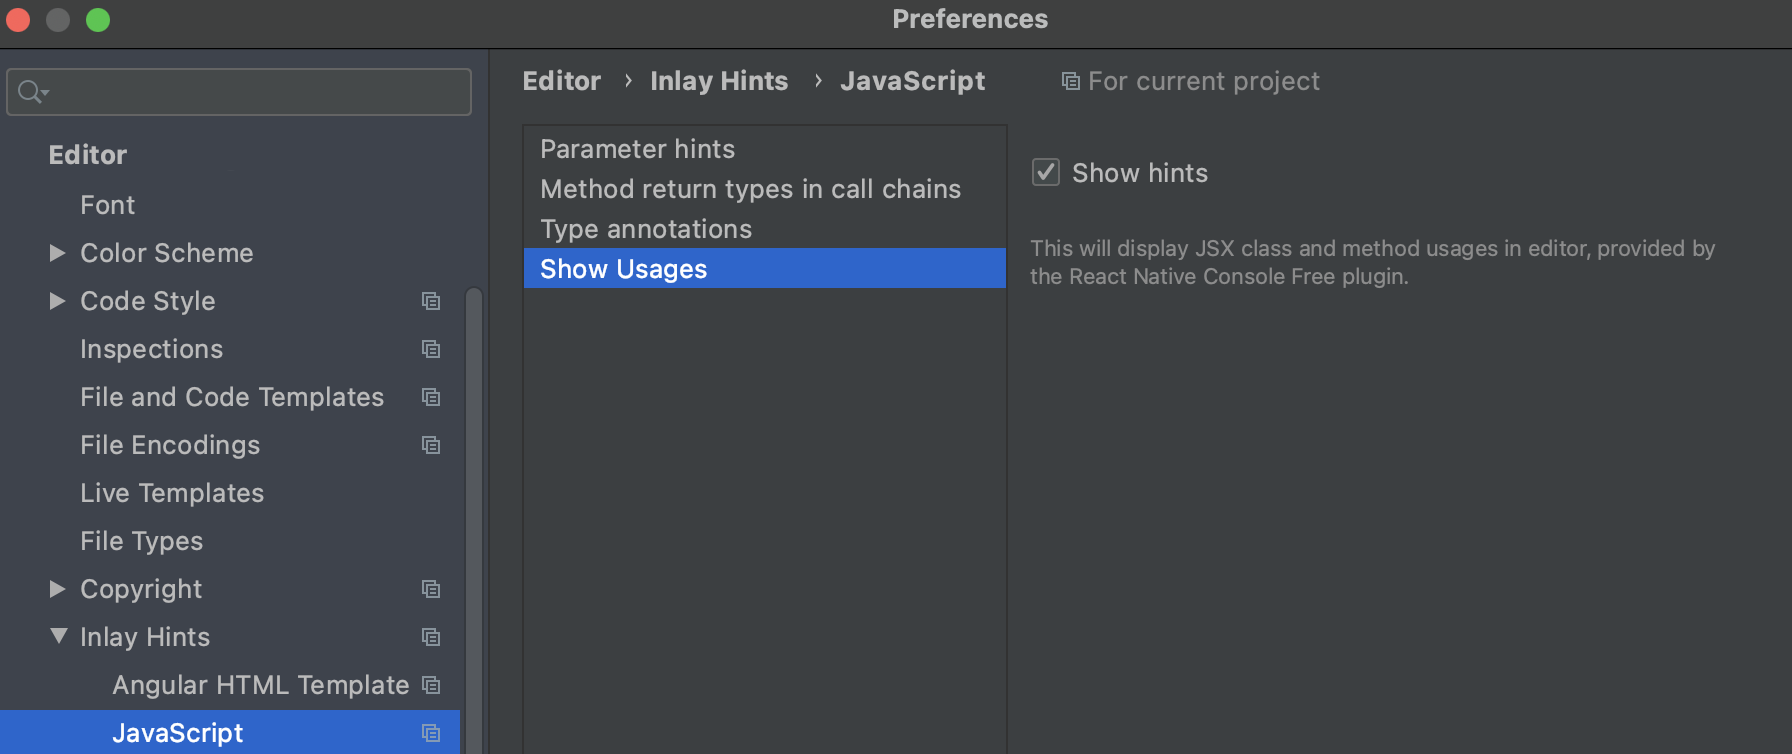 Preferences
Editor
Font
Color Scheme
Code Style
Inspections
File and Code Templates
File Encodings
Live Templates
File Types
Copyright
Inlay Hints
Angular HTML Template
JavaScript
Editor › Inlay Hints › JavaScript For current project
Parameter hints
Method return types in call chains
Type annotations
Show Usages
Show hints
This will display JSX class and method usages in editor, provided by
the React Native Console Free plugin.